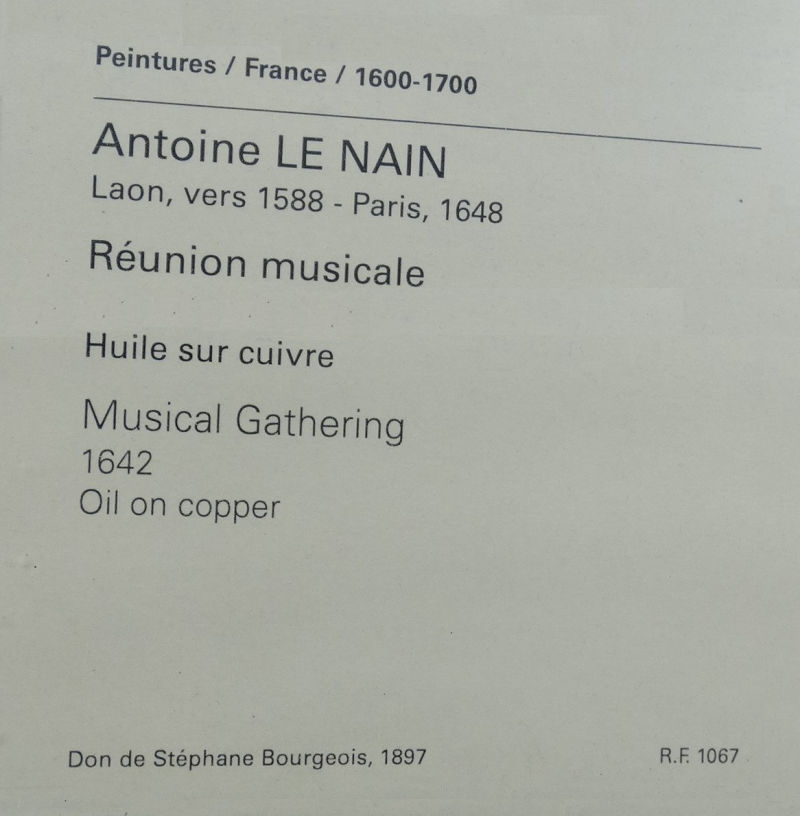 Peintures / France / 1600-1700
Antoine LE NAIN
Laon, vers 1588 - Paris, 1648
Réunion musicale
Huile sur cuivre
Musical Gathering
1642
Oil on copper
Don de Stéphane Bourgeois, 1897
R.F. 1067